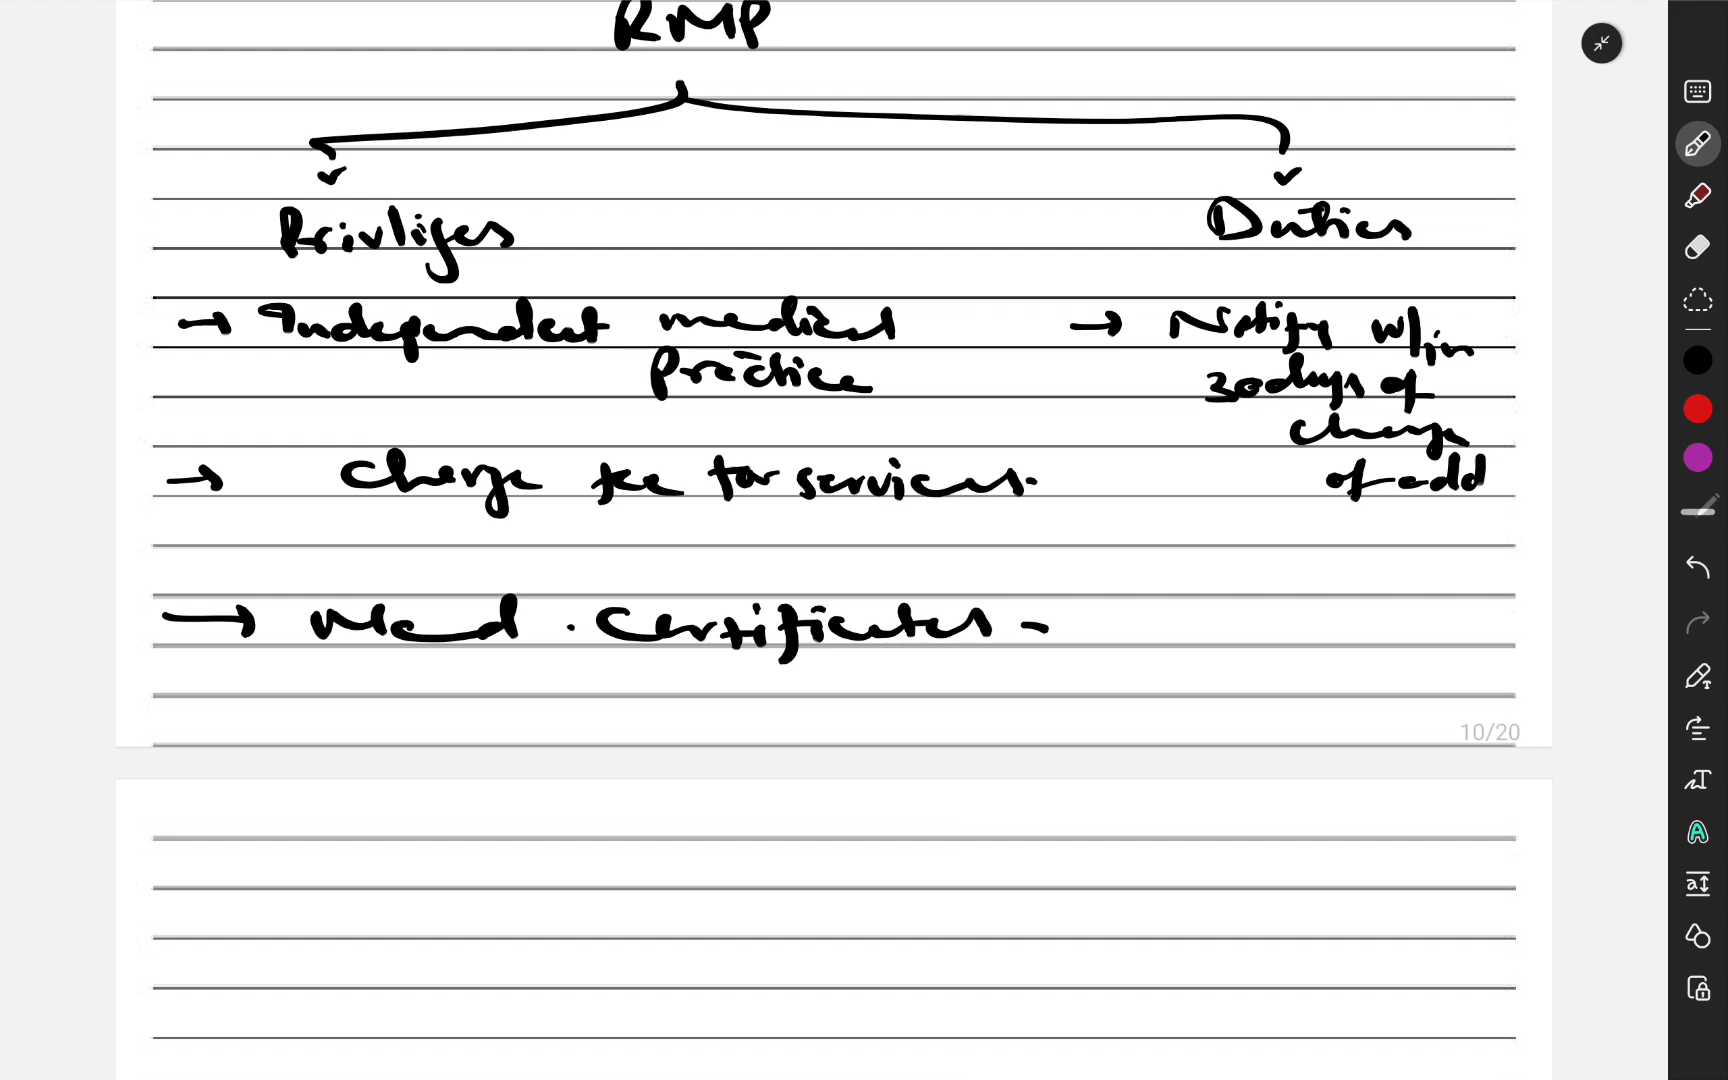 RMP
Privliges
Duties
→ Independent medical
practice
→ Notify w/in
30 days of
change
of add
→ Charge fee for services.
→ Med. Certificates -
10/20